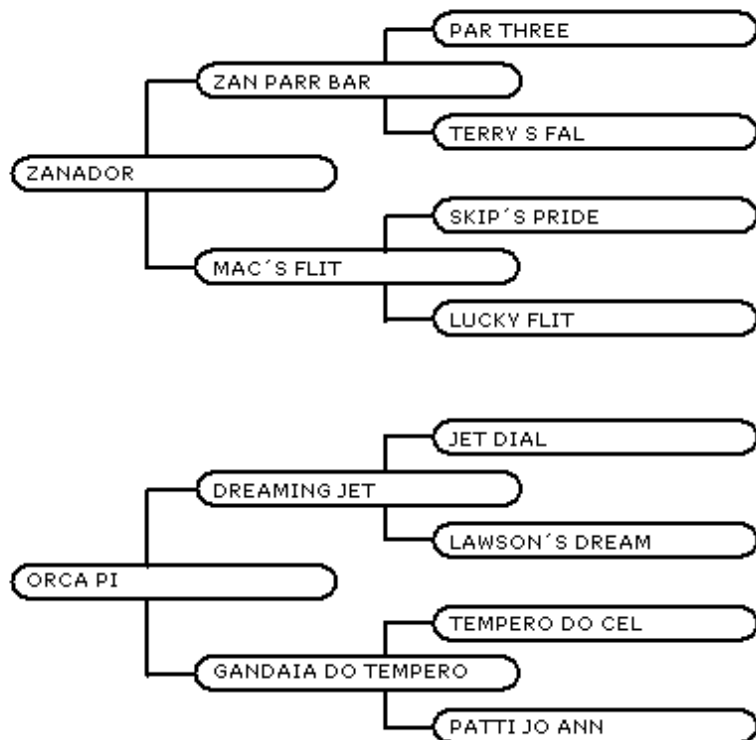 PAR THREE
ZAN PARR BAR
TERRY S FAL
ZANADOR
SKIP´S PRIDE
MAC´S FLIT
LUCKY FLIT
JET DIAL
DREAMING JET
LAWSON´S DREAM
ORCA PI
TEMPERO DO CEL
GANDAIA DO TEMPERO
PATTI JO ANN